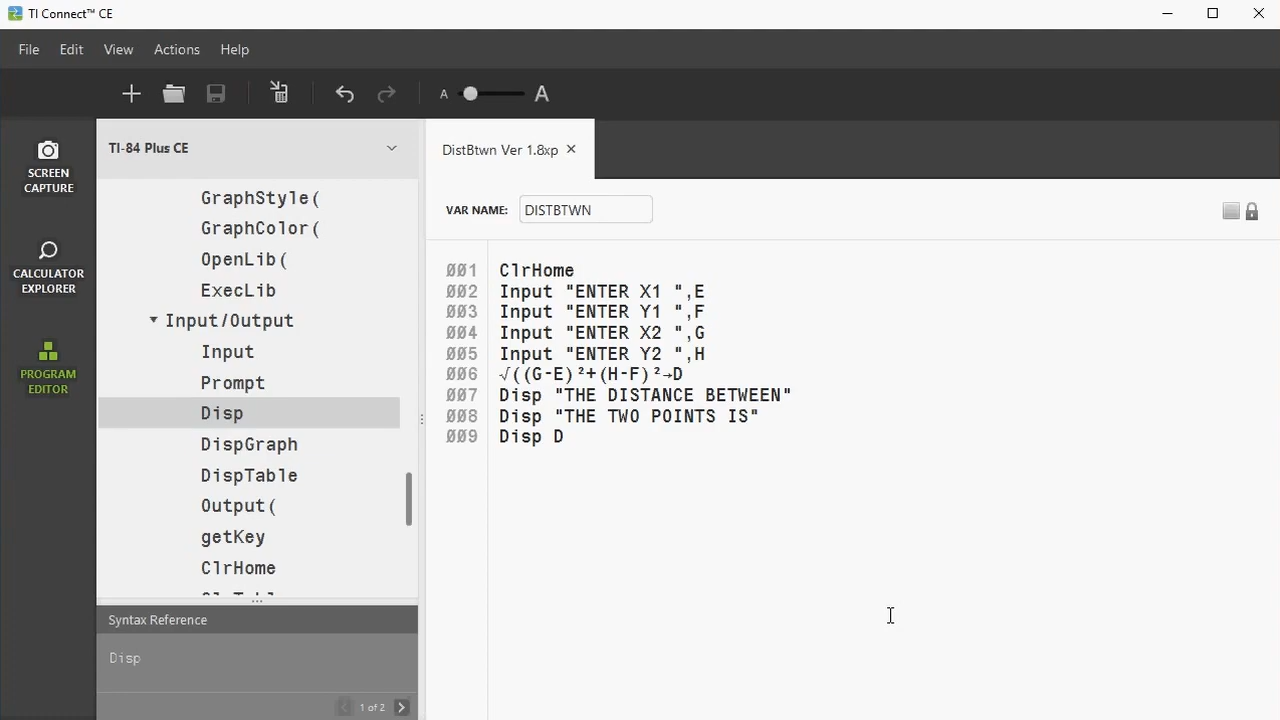 TI Connect™ CE
File Edit View Actions Help
A A
SCREEN CAPTURE
CALCULATOR EXPLORER
PROGRAM EDITOR
TI-84 Plus CE
GraphStyle(
GraphColor(
OpenLib(
ExecLib
Input/Output
Input
Prompt
Disp
DispGraph
DispTable
Output(
getKey
ClrHome
Syntax Reference
Disp
1 of 2
DistBtwn Ver 1.8xp
VAR NAME: DISTBTWN
001 ClrHome
002 Input "ENTER X1 ",E
003 Input "ENTER Y1 ",F
004 Input "ENTER X2 ",G
005 Input "ENTER Y2 ",H
006 √((G-E)²+(H-F)²→D
007 Disp "THE DISTANCE BETWEEN"
008 Disp "THE TWO POINTS IS"
009 Disp D